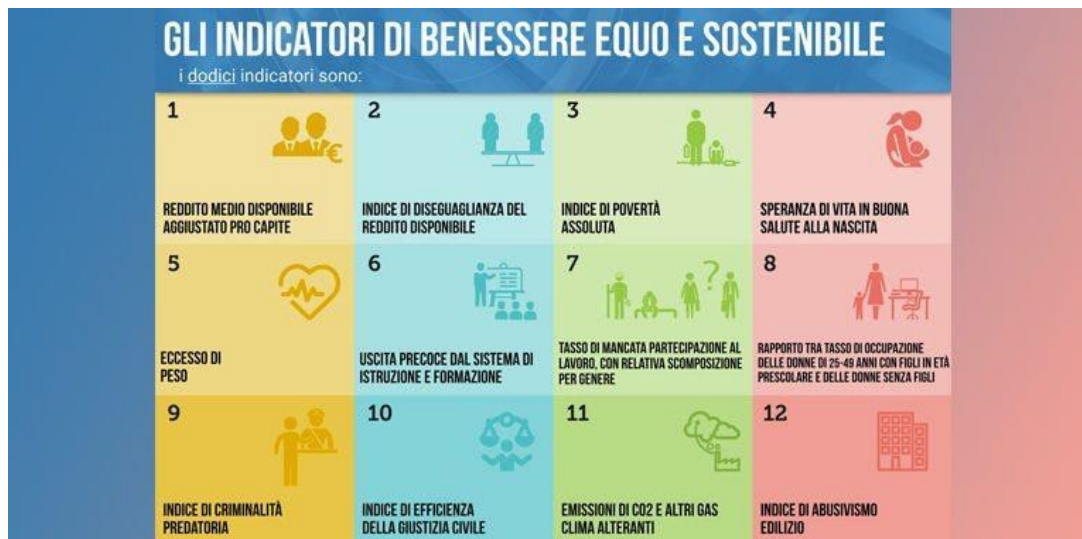 GLI INDICATORI DI BENESSERE EQUO E SOSTENIBILE
i dodici indicatori sono:
1
REDDITO MEDIO DISPONIBILE
AGGIUSTATO PRO CAPITE
2
INDICE DI DISEGUAGLIANZA DEL
REDDITO DISPONIBILE
3
INDICE DI POVERTÀ
ASSOLUTA
4
SPERANZA DI VITA IN BUONA
SALUTE ALLA NASCITA
5
ECCESSO DI
PESO
6
USCITA PRECOCE DAL SISTEMA DI
ISTRUZIONE E FORMAZIONE
7
?
TASSO DI MANCATA PARTECIPAZIONE AL
LAVORO, CON RELATIVA SCOMPOSIZIONE
PER GENERE
8
RAPPORTO TRA TASSO DI OCCUPAZIONE
DELLE DONNE DI 25-49 ANNI CON FIGLI IN ETÀ
PRESCOLARE E DELLE DONNE SENZA FIGLI
9
INDICE DI CRIMINALITÀ
PREDATORIA
10
INDICE DI EFFICIENZA
DELLA GIUSTIZIA CIVILE
11
EMISSIONI DI CO2 E ALTRI GAS
CLIMA ALTERANTI
12
INDICE DI ABUSIVISMO
EDILIZIO